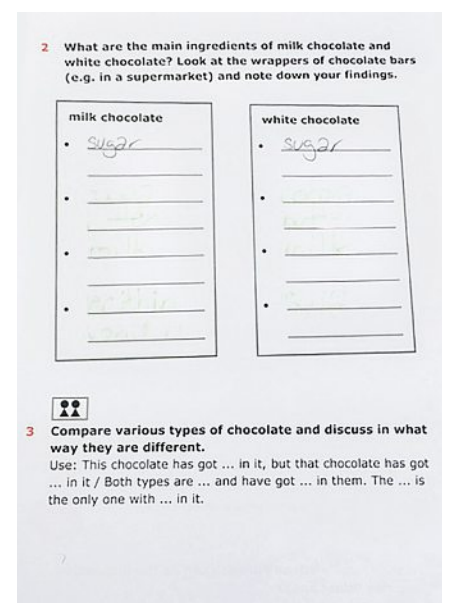 2 What are the main ingredients of milk chocolate and
white chocolate? Look at the wrappers of chocolate bars
(e.g. in a supermarket) and note down your findings.
milk chocolate
• sugar
•
•
•
white chocolate
• sugar
•
•
•
3 Compare various types of chocolate and discuss in what
way they are different.
Use: This chocolate has got ... in it, but that chocolate has got
... in it / Both types are ... and have got ... in them. The ... is
the only one with ... in it.